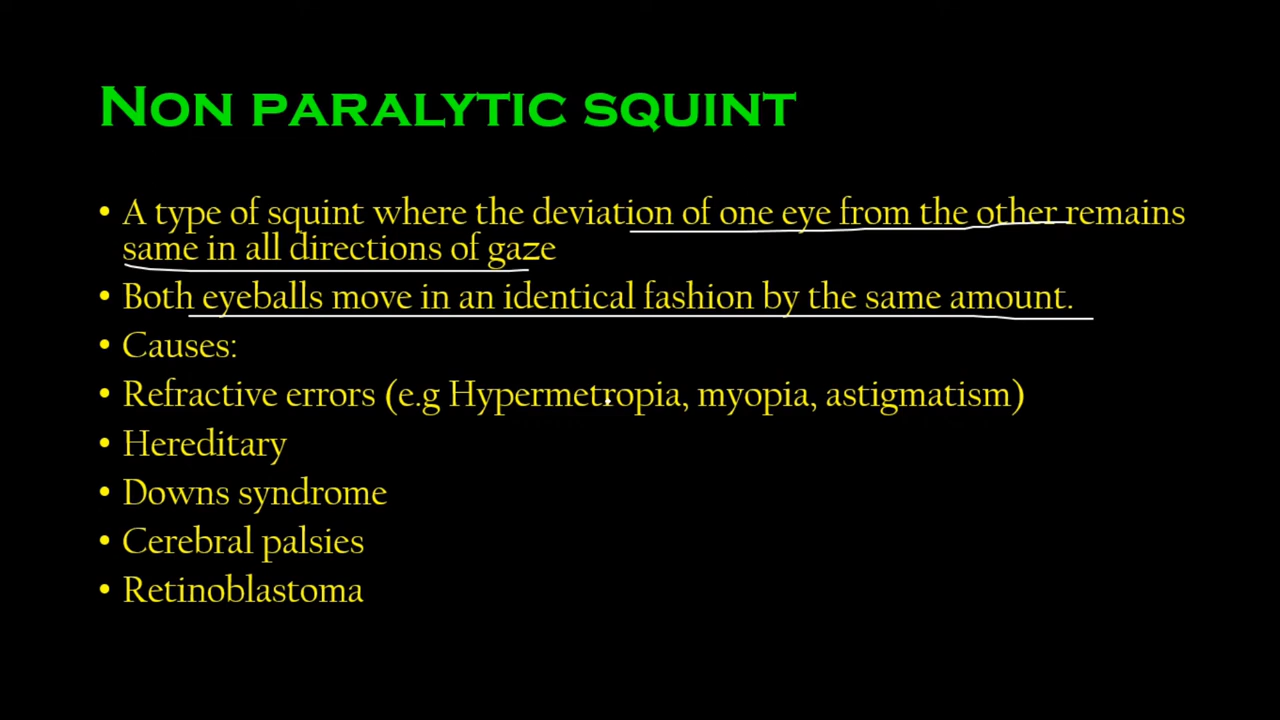 NON PARALYTIC SQUINT
• A type of squint where the deviation of one eye from the other remains
same in all directions of gaze
• Both eyeballs move in an identical fashion by the same amount.
• Causes:
• Refractive errors (e.g Hypermetropia, myopia, astigmatism)
• Hereditary
• Downs syndrome
• Cerebral palsies
• Retinoblastoma